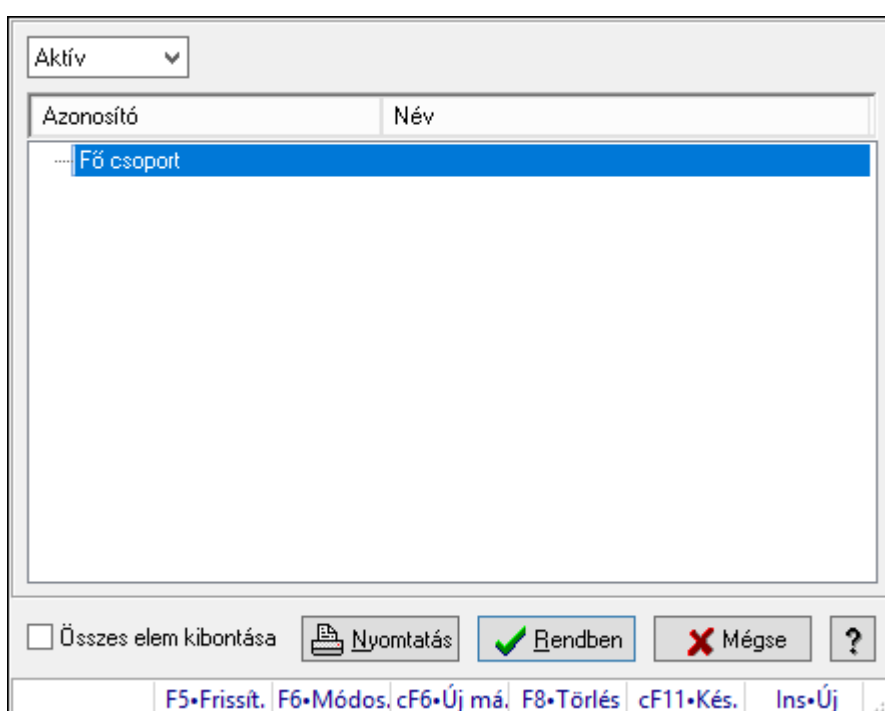 Aktív
Azonosító Név
Fő csoport
Összes elem kibontása Nyomtatás Rendben Mégse ?
F5•Frissít. F6•Módos. cF6•Új má. F8•Törlés cF11•Kés. Ins•Új